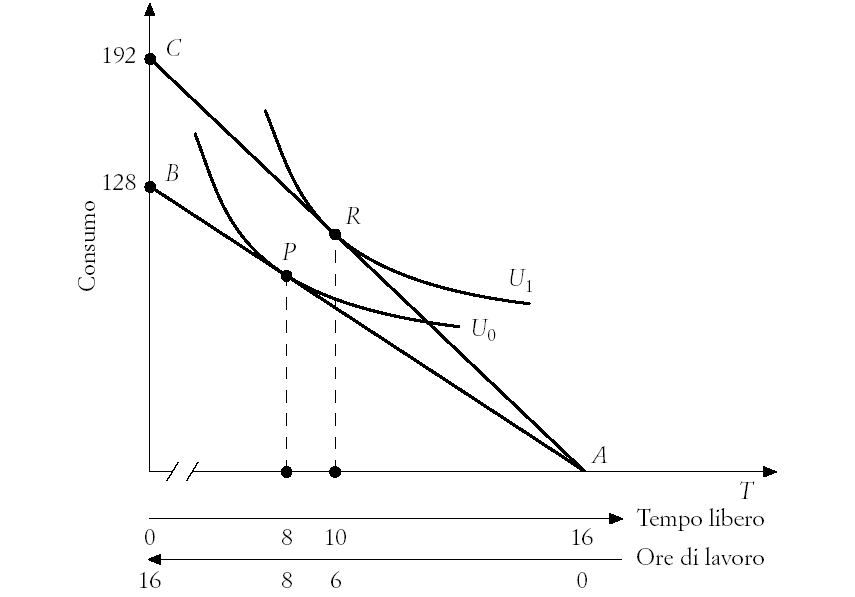 192
C
128
B
Consumo
P
R
U1
U0
A
T
Tempo libero
0 8 10 16
Ore di lavoro
16 8 6 0